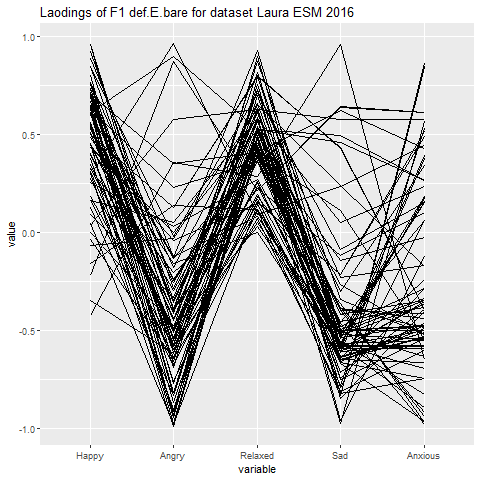 Laodings of F1 def.E.bare for dataset Laura ESM 2016
1.0
0.5
0.0
-0.5
-1.0
value
Happy Angry Relaxed Sad Anxious
variable